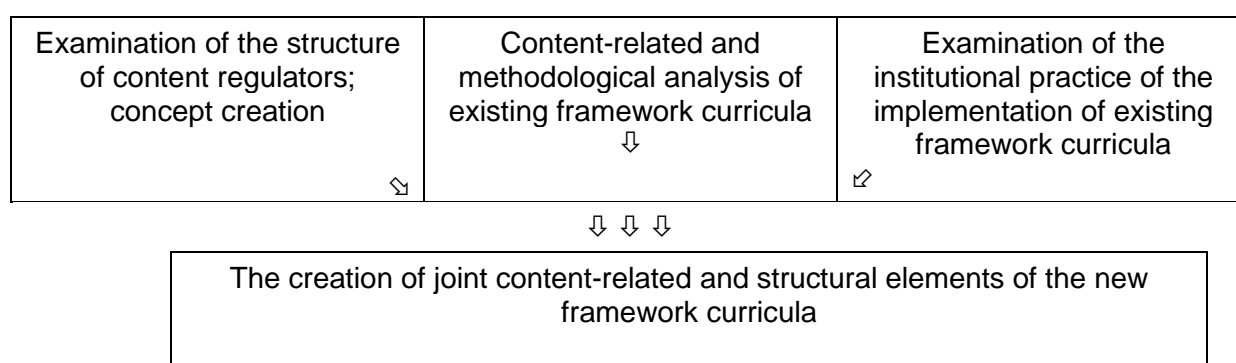 Examination of the structure
of content regulators;
concept creation
⬂
Content-related and
methodological analysis of
existing framework curricula
⇩
Examination of the
institutional practice of the
implementation of existing
framework curricula
⬃
⇩ ⇩ ⇩
The creation of joint content-related and structural elements of the new
framework curricula